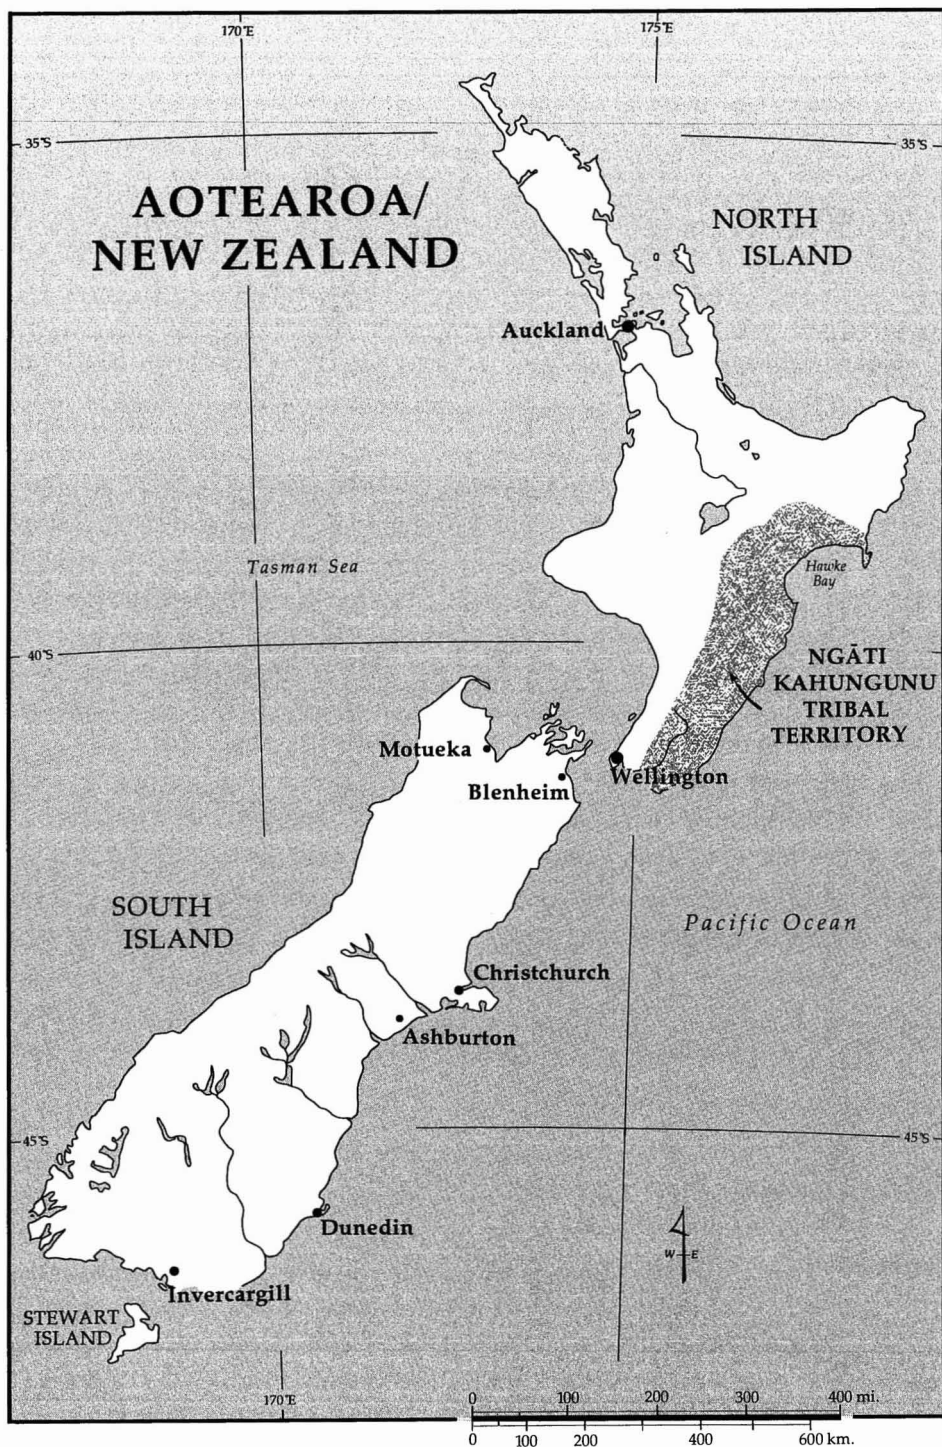 170°E
175°E
35°S
35°S
AOTEAROA/
NEW ZEALAND
NORTH
ISLAND
Auckland
Tasman Sea
Hawke
Bay
40°S
NGĀTI
KAHUNGUNU
TRIBAL
TERRITORY
Motueka
Wellington
Blenheim
SOUTH
ISLAND
Pacific Ocean
Christchurch
Ashburton
45°S
45°S
Dunedin
W E
Invercargill
STEWART
ISLAND
170°E
0 100 200 300 400 mi.
0 100 200 400 600 km.